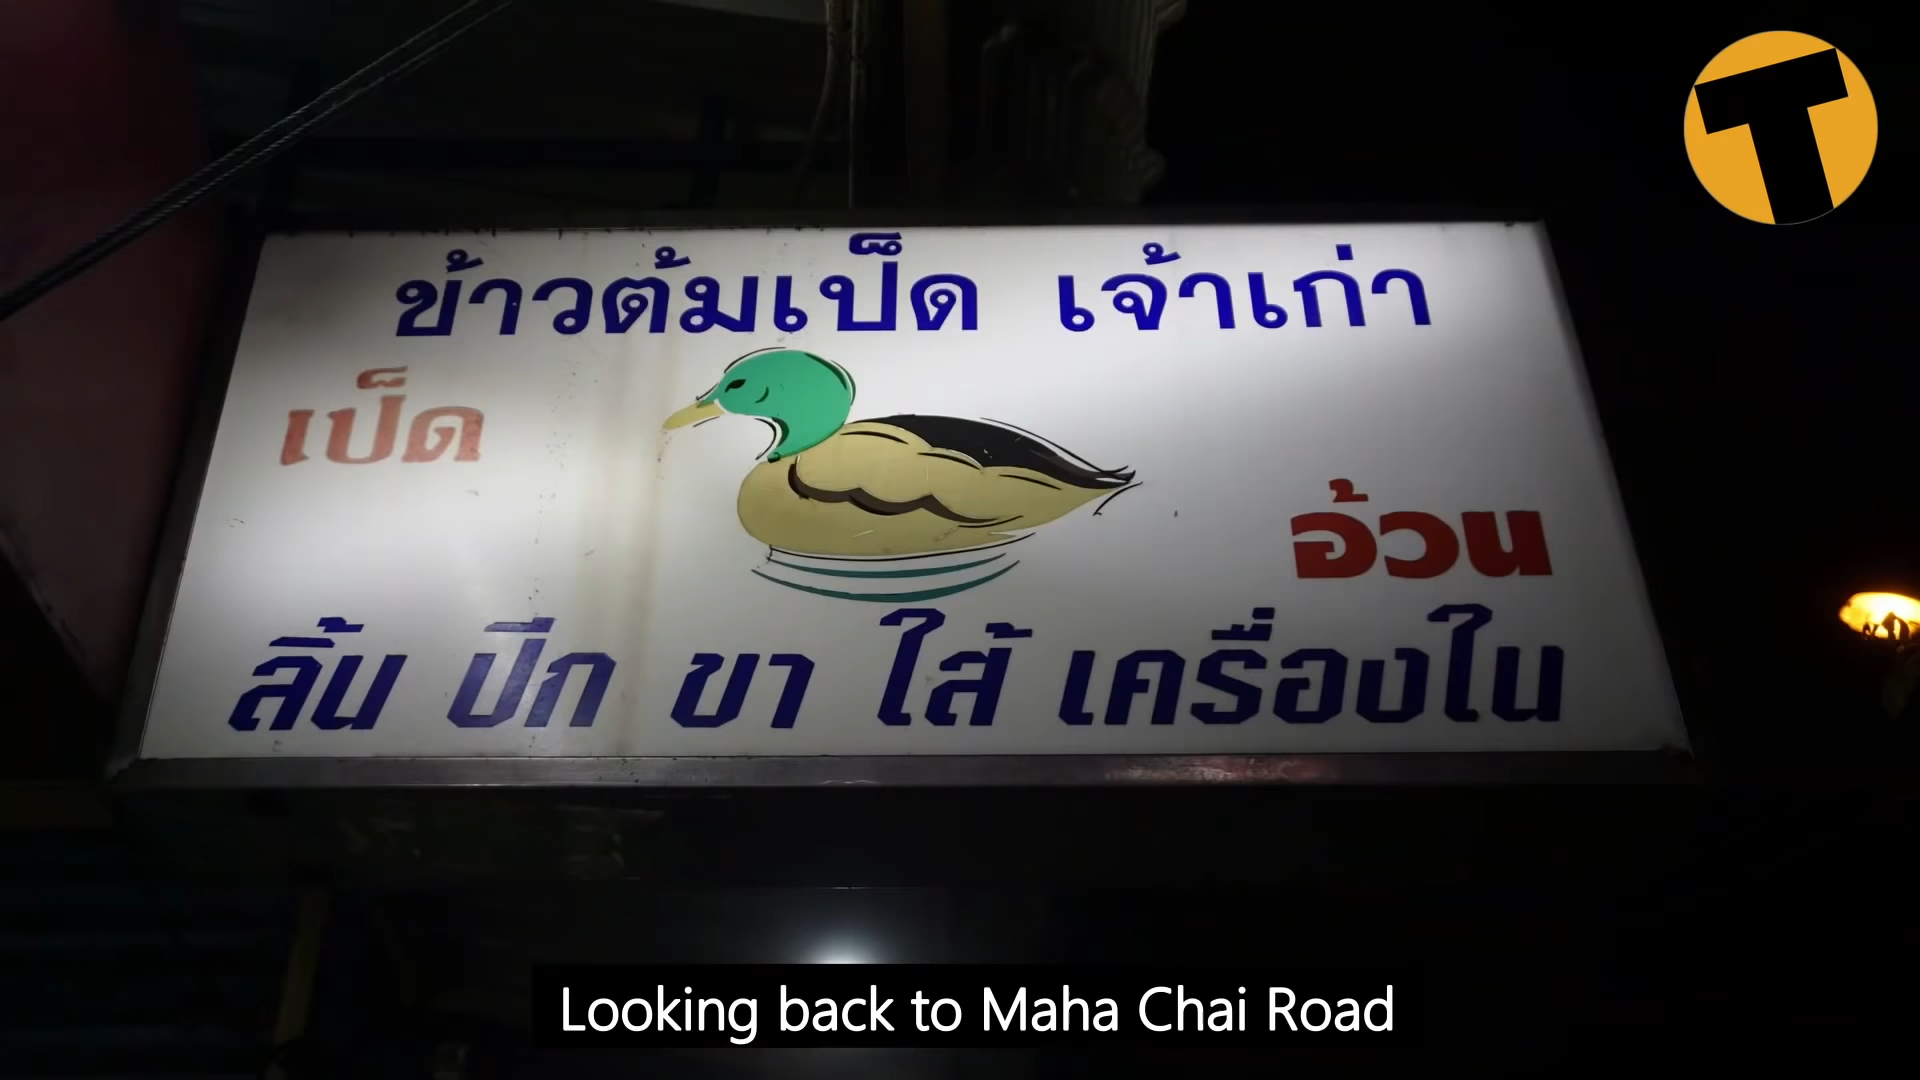 T
ข้าวต้มเป็ด เจ้าเก่า
เป็ด
อ้วน
ลิ้น ปีก ขา ไส้ เครื่องใน
Looking back to Maha Chai Road